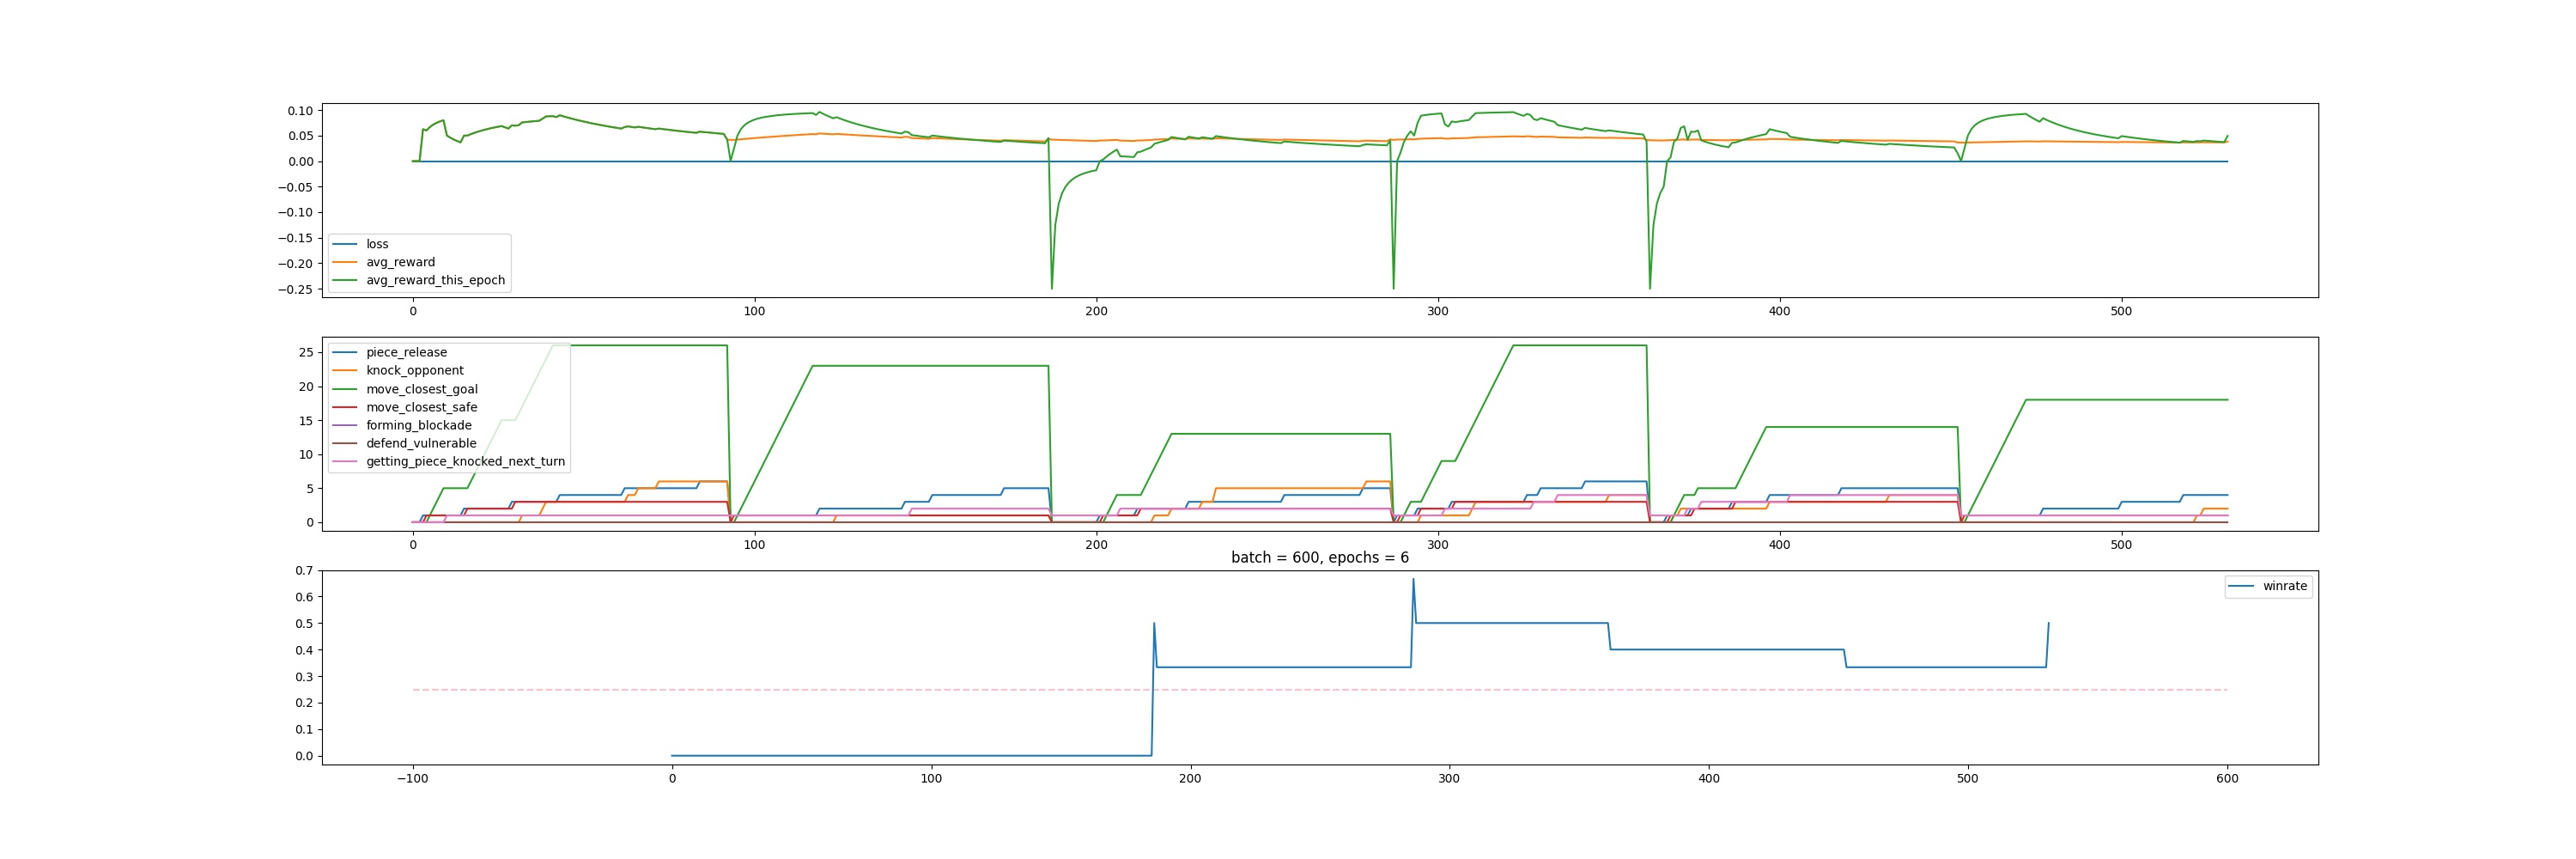 0.10
0.05
0.00
−0.05
−0.10
−0.15
−0.20
−0.25
loss
avg_reward
avg_reward_this_epoch
0 100 200 300 400 500
25
20
15
10
5
0
piece_release
knock_opponent
move_closest_goal
move_closest_safe
forming_blockade
defend_vulnerable
getting_piece_knocked_next_turn
0 100 200 300 400 500
batch = 600, epochs = 6
0.7
0.6
0.5
0.4
0.3
0.2
0.1
0.0
winrate
−100 0 100 200 300 400 500 600